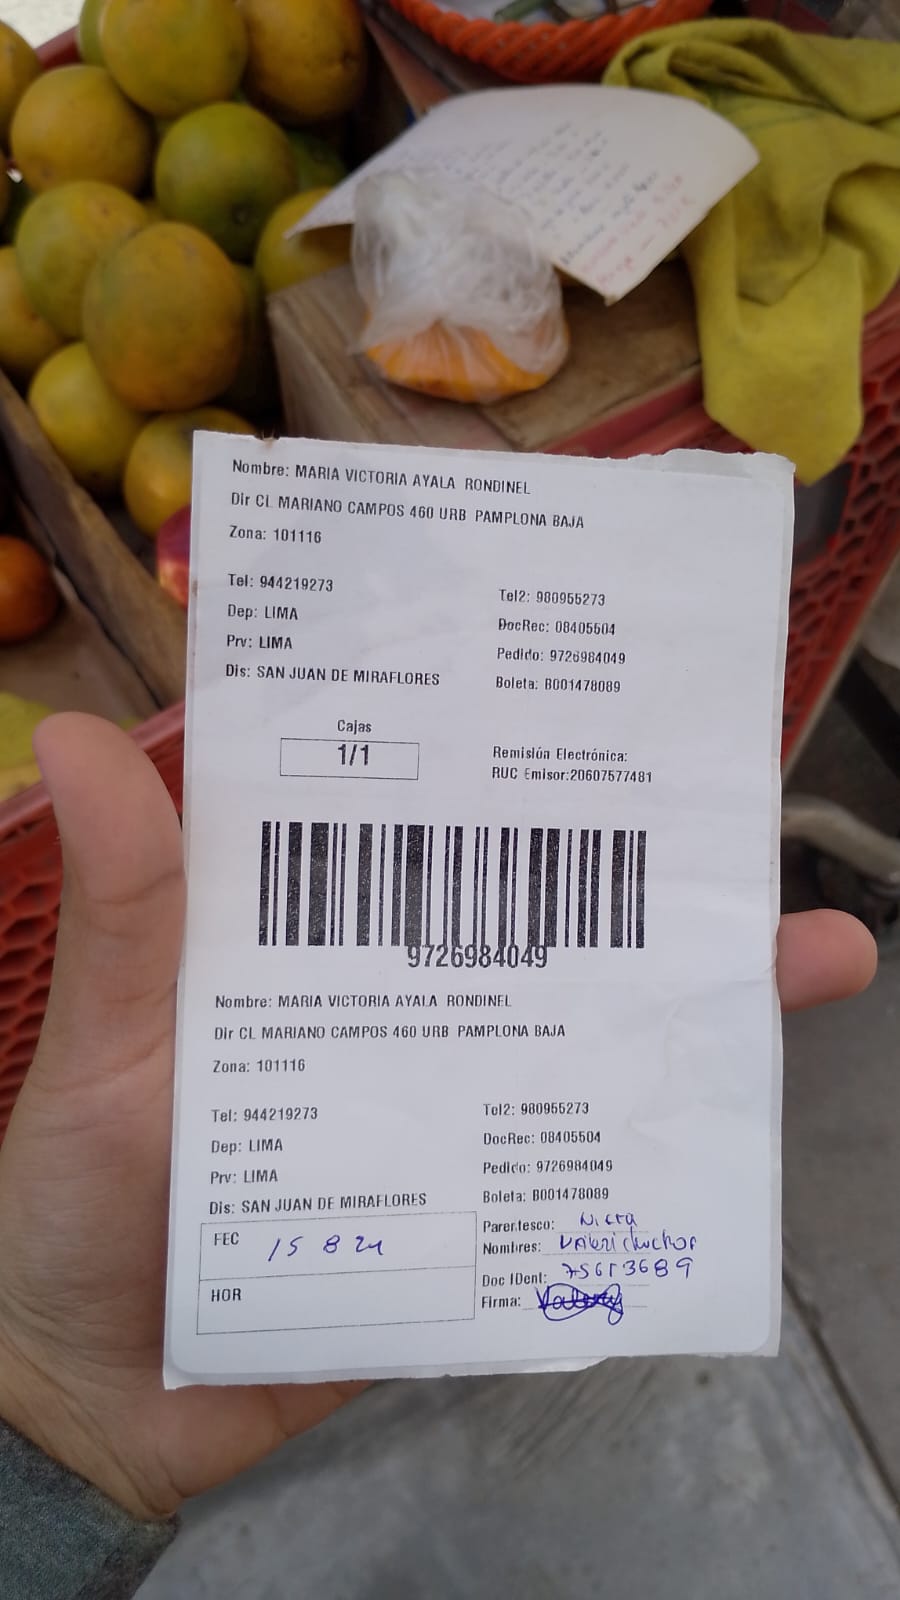 Nombre: MARIA VICTORIA AYALA RONDINEL
Dir CL MARIANO CAMPOS 460 URB PAMPLONA BAJA
Zona: 101116
Tel: 944219273
Tel2: 980955273
Dep: LIMA
DocRec: 08405504
Prv: LIMA
Pedido: 9726984049
Dis: SAN JUAN DE MIRAFLORES
Boleta: B001478089
Cajas
1/1
Remisión Electrónica:
RUC Emisor:20607577481
9726984049
Nombre: MARIA VICTORIA AYALA RONDINEL
Dir CL MARIANO CAMPOS 460 URB PAMPLONA BAJA
Zona: 101116
Tel: 944219273
Tel2: 980955273
Dep: LIMA
DocRec: 08405504
Prv: LIMA
Pedido: 9726984049
Dis: SAN JUAN DE MIRAFLORES
Boleta: B001478089
FEC 15 8 24
Parentesco: Nieta
Nombres:
Doc IDent:
HOR
Firma: